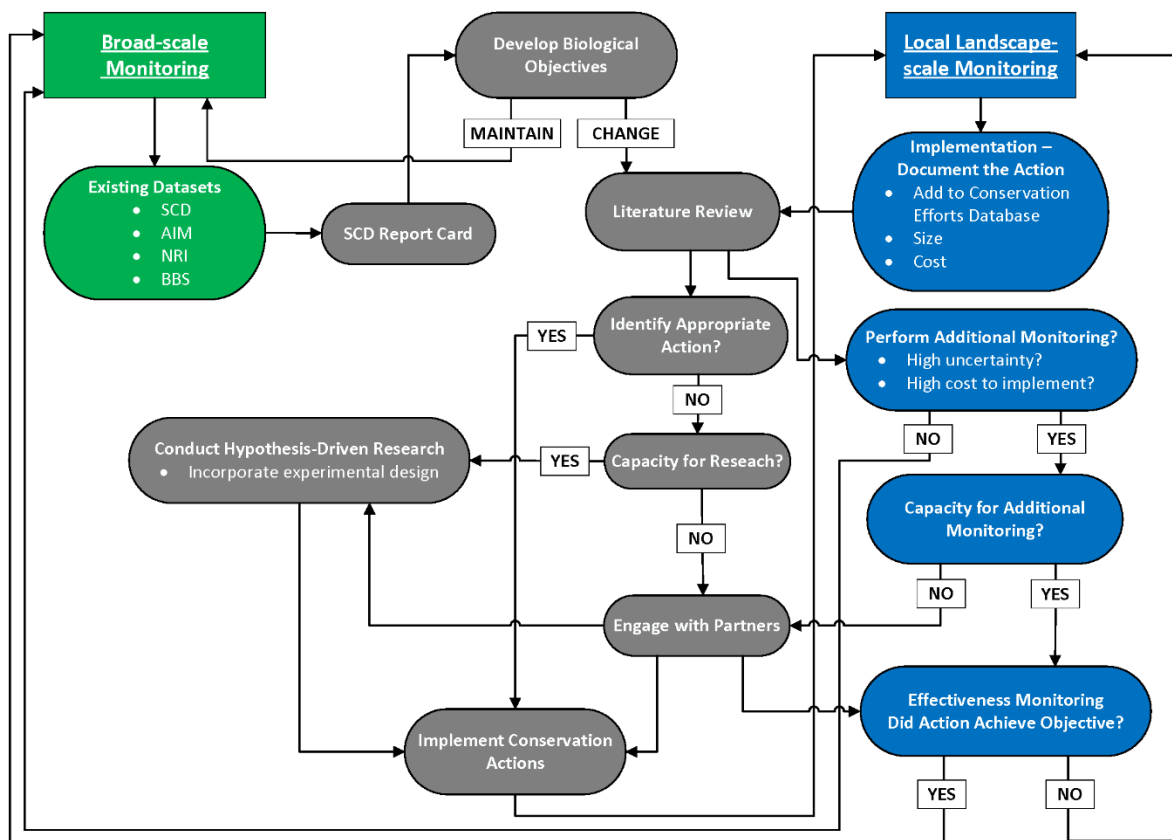 Broad-scale
Monitoring
Develop Biological
Objectives
Local Landscape-
scale Monitoring
MAINTAIN
CHANGE
Existing Datasets
• SCD
• AIM
• NRI
• BBS
SCD Report Card
Literature Review
Implementation –
Document the Action
• Add to Conservation
Efforts Database
• Size
• Cost
YES
Identify Appropriate
Action?
Perform Additional Monitoring?
• High uncertainty?
• High cost to implement?
NO
NO
YES
Conduct Hypothesis-Driven Research
• Incorporate experimental design
YES
Capacity for Reseach?
Capacity for Additional
Monitoring?
NO
NO
YES
Engage with Partners
Effectiveness Monitoring
Did Action Achieve Objective?
Implement Conservation
Actions
YES
NO